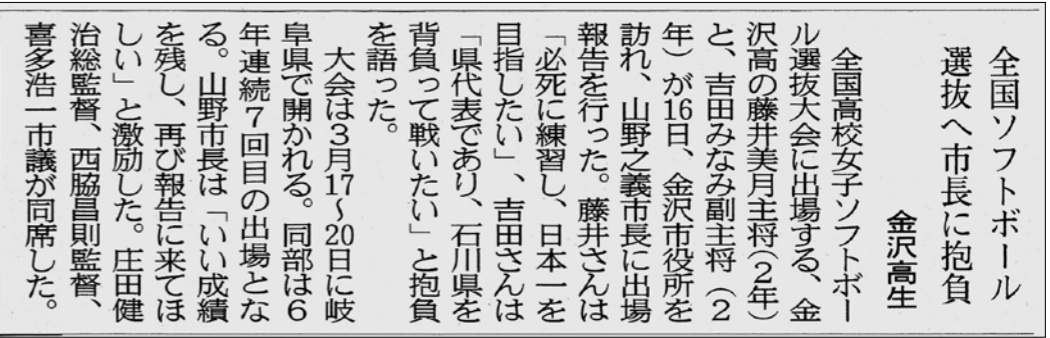 全国ソフトボール
選抜へ市長に抱負
金沢高生
全国高校女子ソフトボー
ル選抜大会に出場する、金
沢高の藤井美月主将(2年)
と、吉田みなみ副主将(2
年)が16日、金沢市役所を
訪れ、山野之義市長に出場
報告を行った。藤井さんは
「必死に練習し、日本一を
目指したい」、吉田さんは
「県代表であり、石川県を
背負って戦いたい」と抱負
を語った。
大会は3月17〜20日に岐
阜県で開かれる。同部は6
年連続7回目の出場とな
る。山野市長は「いい成績
を残し、再び報告に来てほ
しい」と激励した。庄田健
治総監督、西脇昌則監督、
喜多浩一市議が同席した。